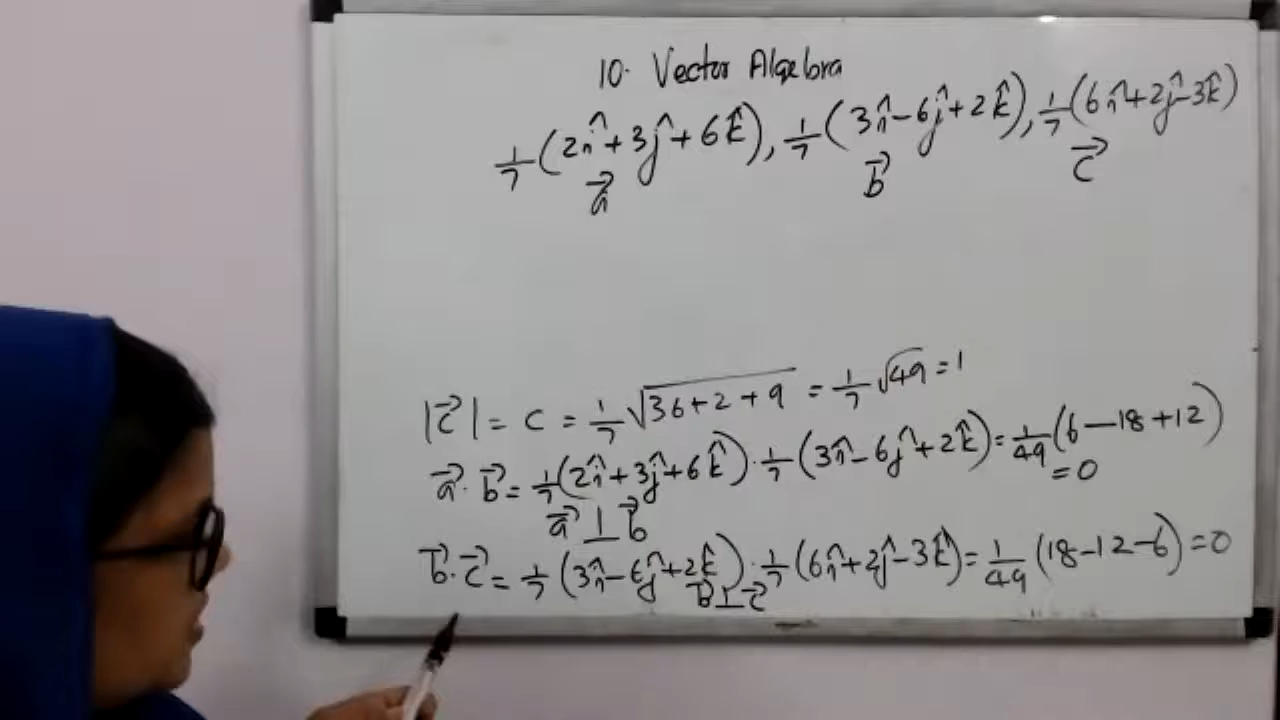 10. Vector Algebra
1/7 (2î + 3ĵ + 6k̂), 1/7 (3î − 6ĵ + 2k̂), 1/7 (6î + 2ĵ − 3k̂)
a⃗ b⃗ c⃗
|c⃗| = c = 1/7 √(36 + 2 + 9) = 1/7 √49 = 1
a⃗ · b⃗ = 1/7 (2î + 3ĵ + 6k̂) · 1/7 (3î − 6ĵ + 2k̂) = 1/49 (6 − 18 + 12)
= 0
a⃗ ⊥ b⃗
b⃗ · c⃗ = 1/7 (3î − 6ĵ + 2k̂) · 1/7 (6î + 2ĵ − 3k̂) = 1/49 (18 − 12 − 6) = 0
b⃗ ⊥ c⃗